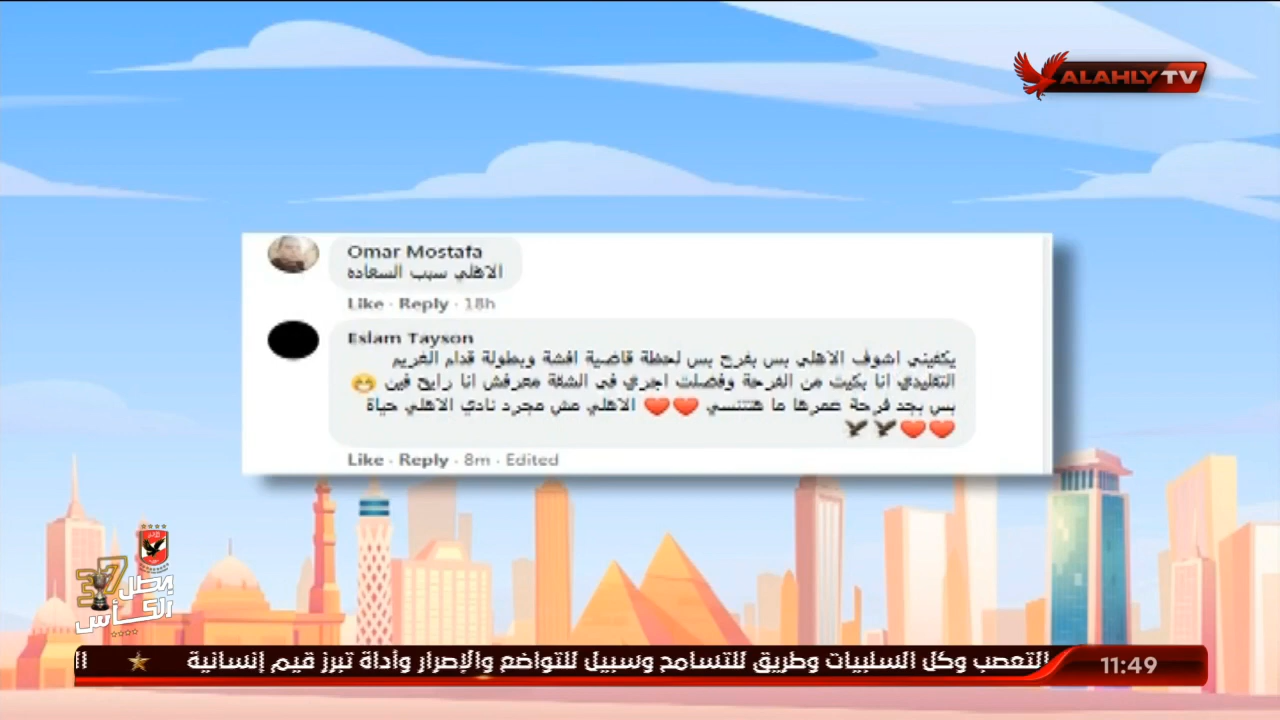 ALAHLY TV
Omar Mostafa
الاهلي سبب السعاده
Like · Reply · 18h
Eslam Tayson
يكفيني اشوف الاهلي بس بفرح بس لحظة قاضية افشة وبطولة قدام الغريم
التقليدي انا بكيت من الفرحة وفضلت اجري في الشقة معرفش انا رايح فين 😁
بس بجد فرحة عمرها ما هتتنسي ❤️❤️ الاهلي مش مجرد نادي الاهلي حياة
❤️❤️🦅🦅
Like · Reply · 8m · Edited
37
بطل
الكأس
التعصب وكل السلبيات وطريق للتسامح وسبيل للتواضع والإصرار وأداة تبرز قيم إنسانية
11:49